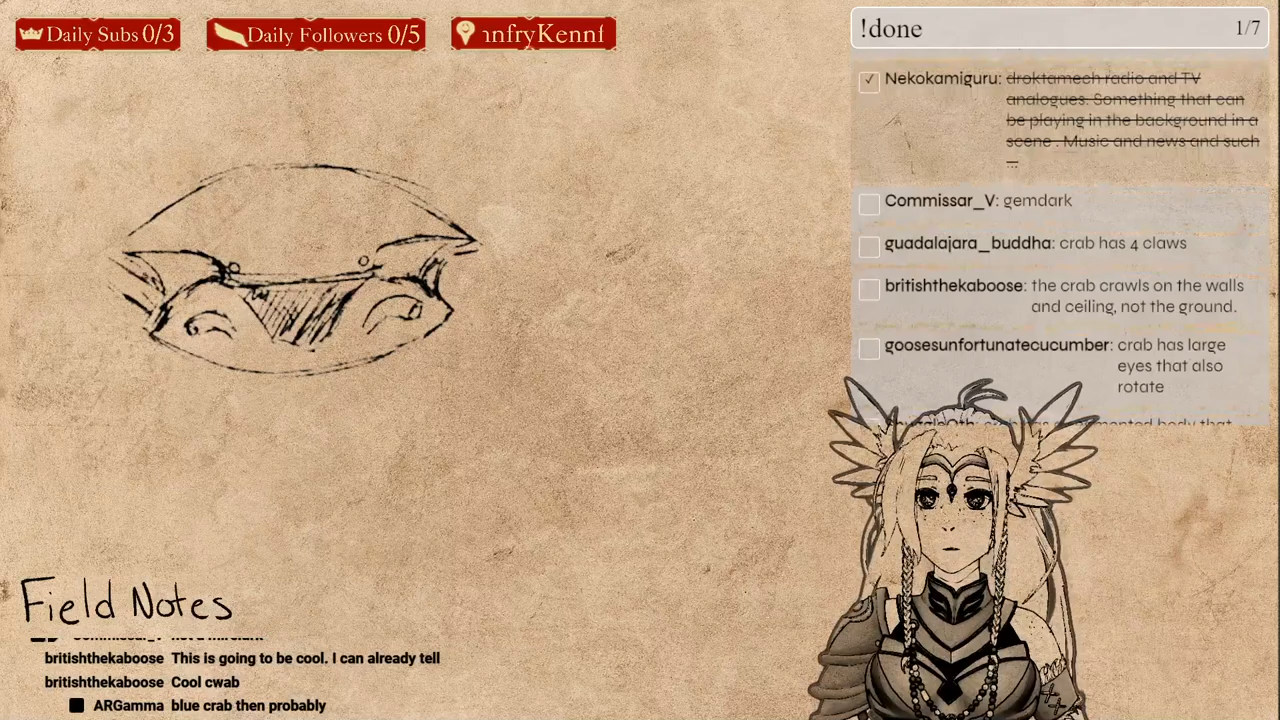 Daily Subs 0/3
Daily Followers 0/5
!done
1/7
Nekokamiguru: droktamech radio and TV
analogues. Something that can
be playing in the background in a
scene . Music and news and such
...
Commissar_V: gemdark
guadalajara_buddha: crab has 4 claws
britishthekaboose: the crab crawls on the walls
and ceiling, not the ground.
goosesunfortunatecucumber: crab has large
eyes that also
rotate
Field Notes
britishthekaboose This is going to be cool. I can already tell
britishthekaboose Cool cwab
ARGamma blue crab then probably